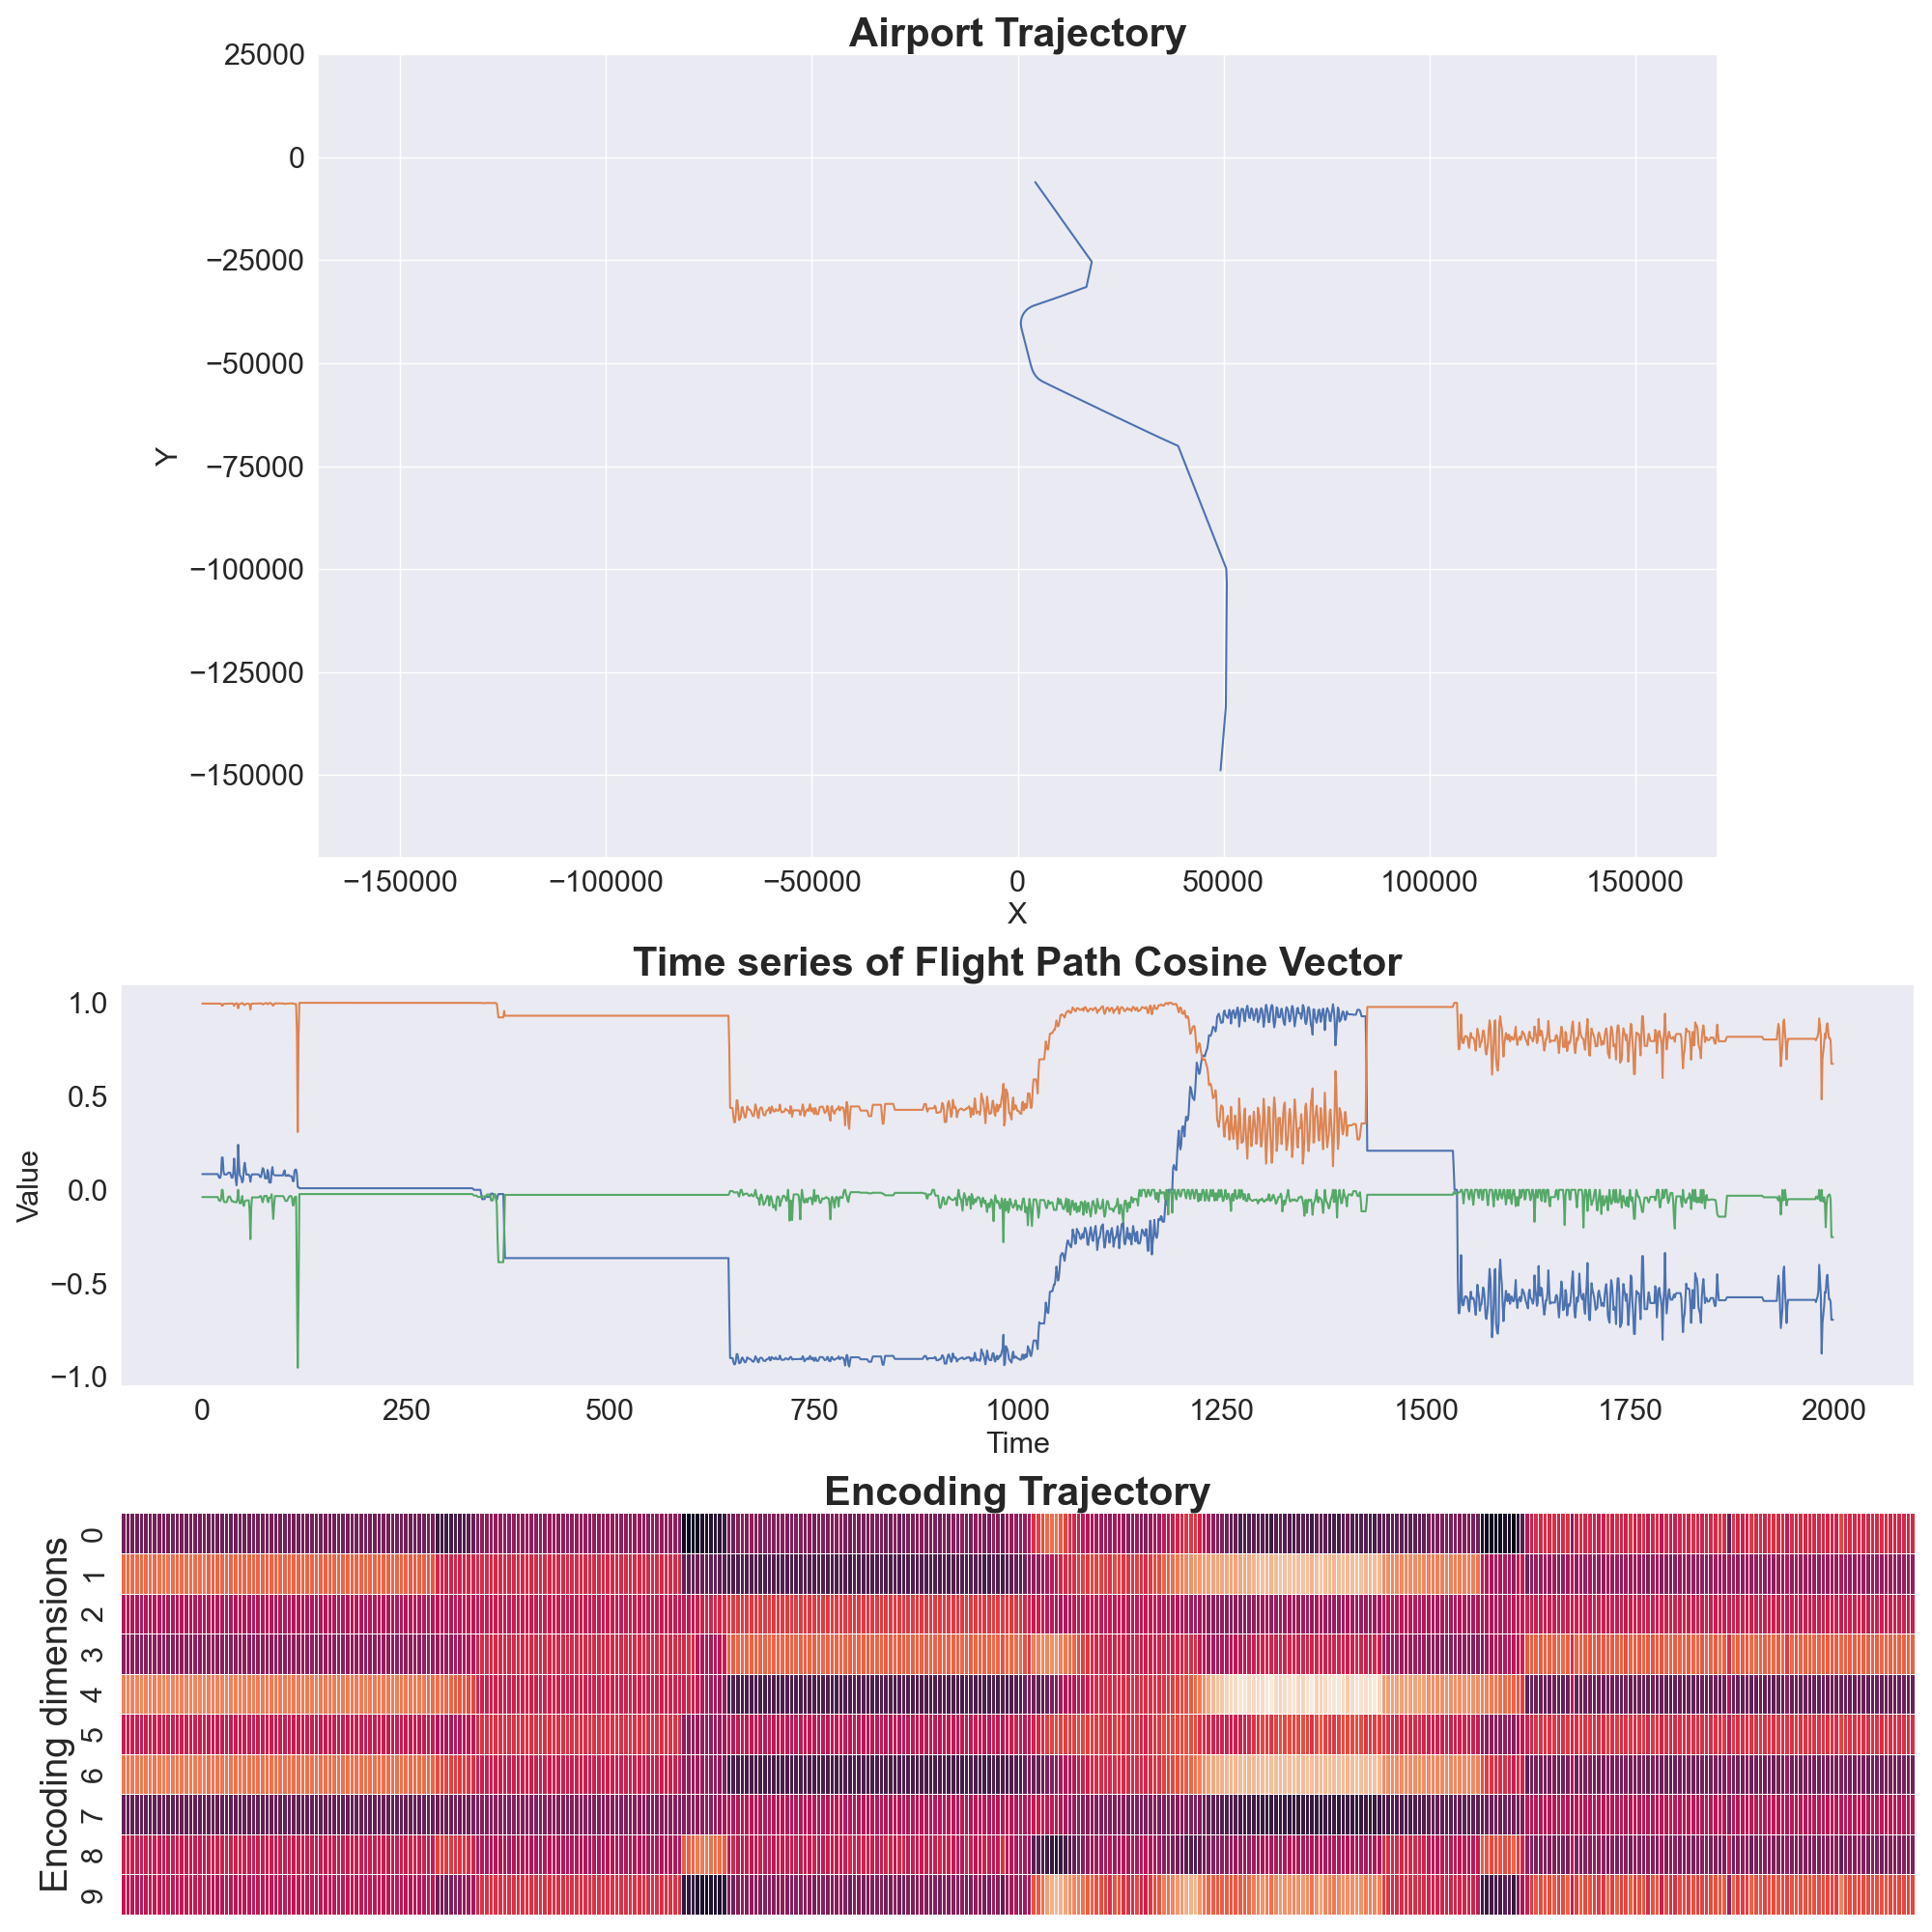 Airport Trajectory
25000
0
−25000
−50000
−75000
−100000
−125000
−150000
Y
−150000 −100000 −50000 0 50000 100000 150000
X
Time series of Flight Path Cosine Vector
1.0
0.5
0.0
−0.5
−1.0
Value
0 250 500 750 1000 1250 1500 1750 2000
Time
Encoding Trajectory
Encoding dimensions
0
1
2
3
4
5
6
7
8
9